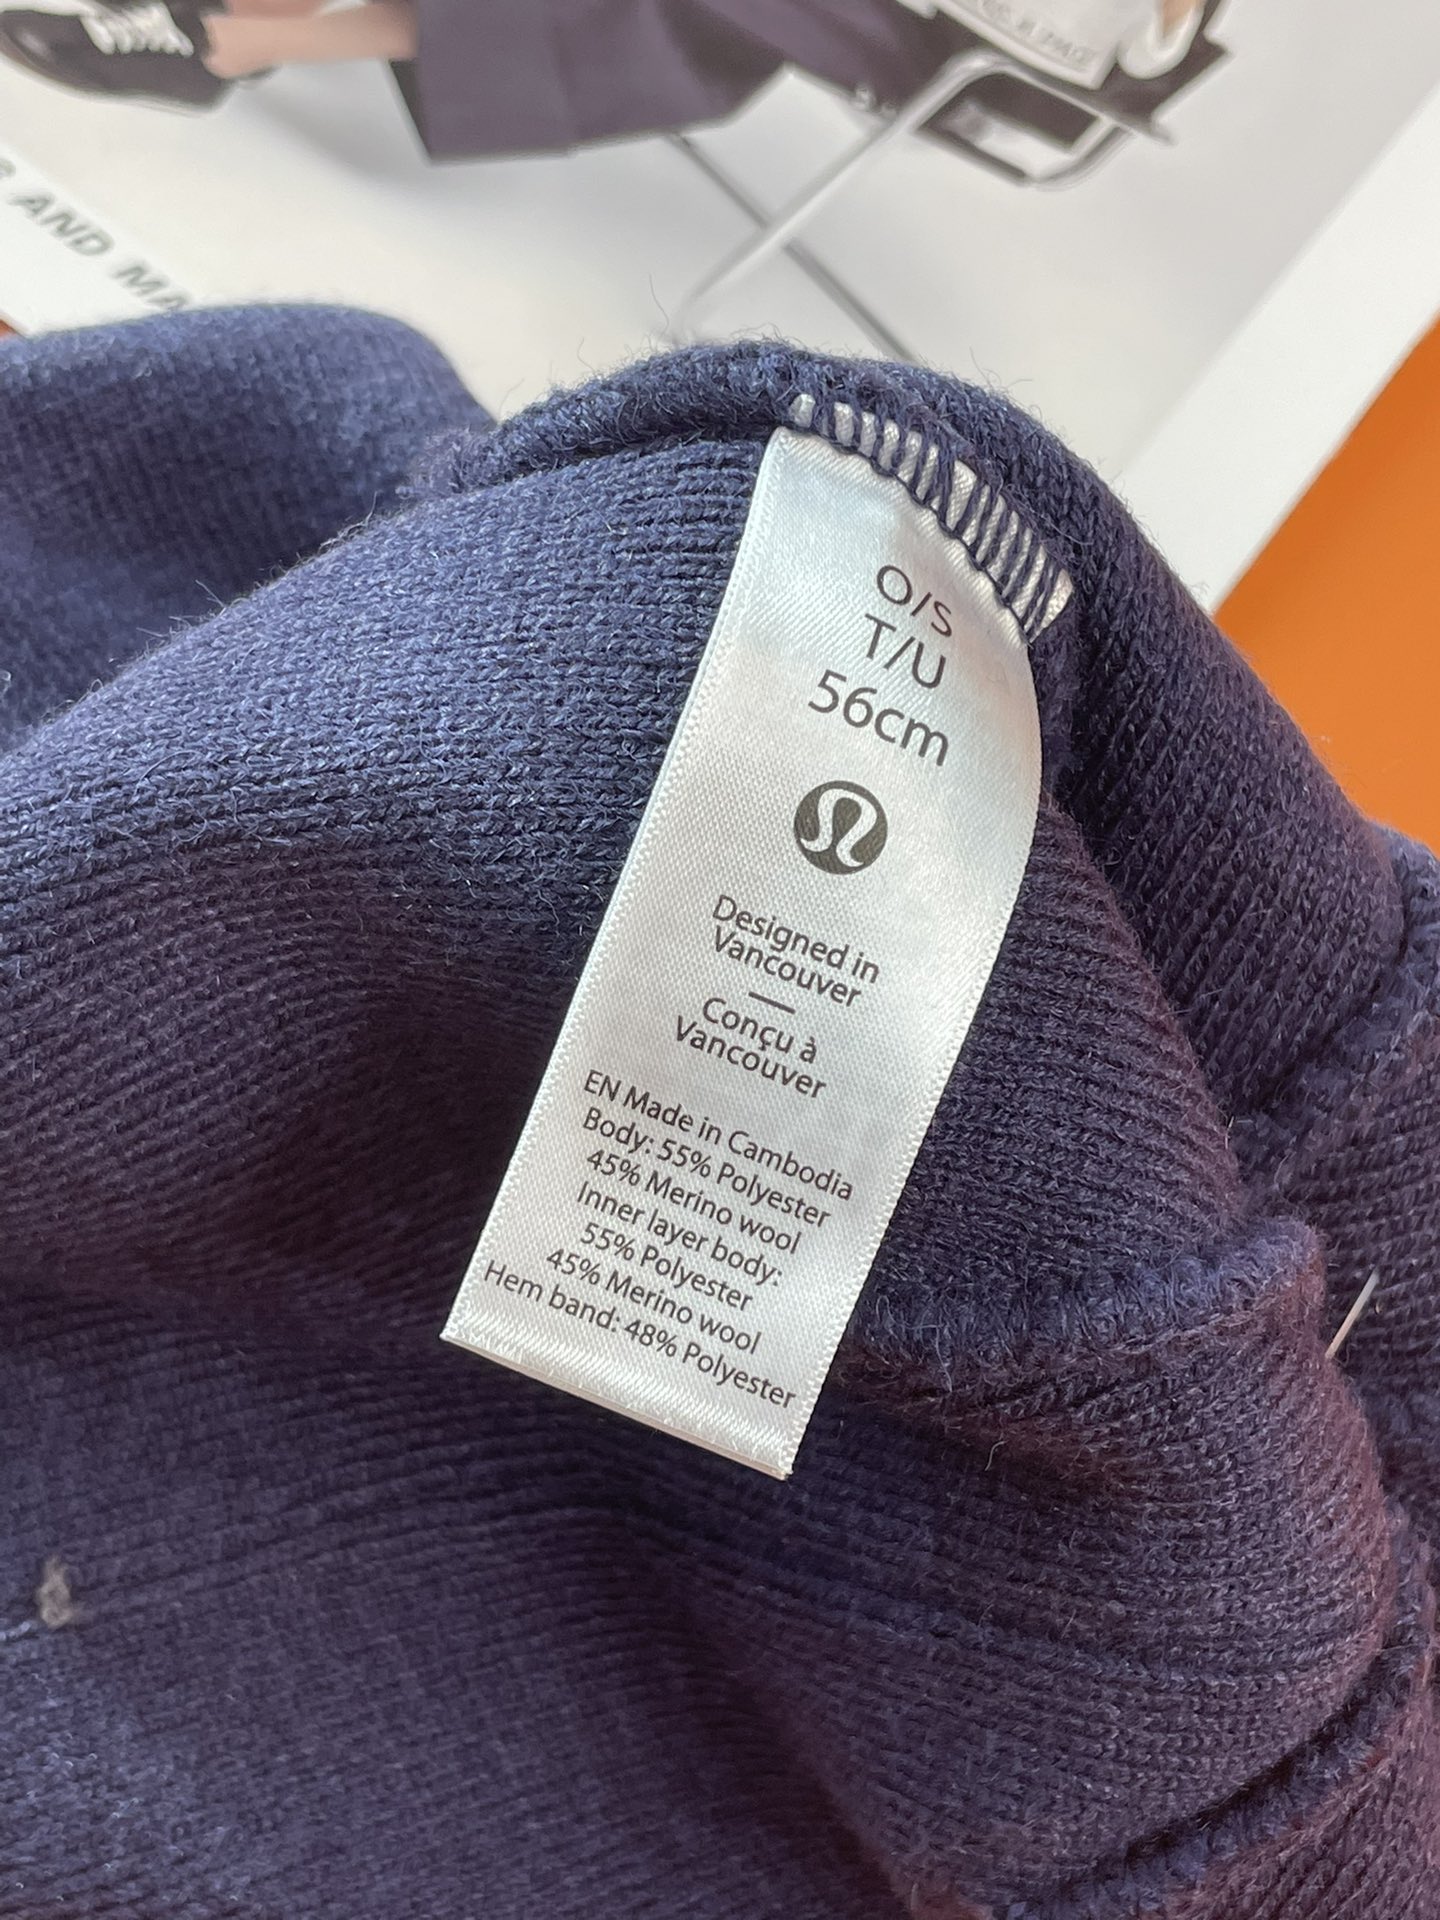 AND
O/S
T/U
56cm
Designed in
Vancouver
—
Conçu à
Vancouver
EN Made in Cambodia
Body: 55% Polyester
45% Merino wool
Inner layer body:
55% Polyester
45% Merino wool
Hem band: 48% Polyester